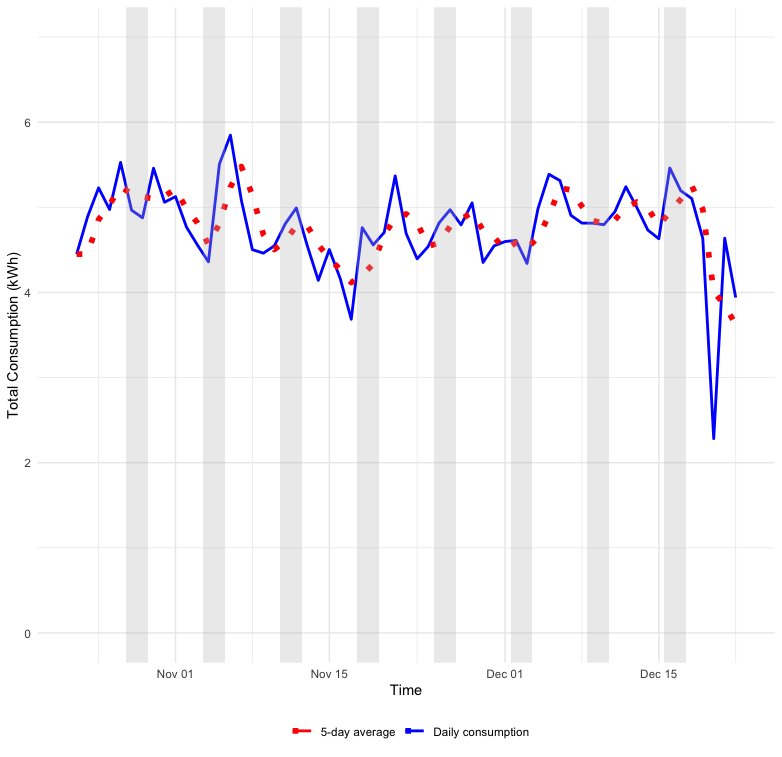 Total Consumption (kWh)
6
4
2
0
Nov 01 Nov 15 Dec 01 Dec 15
Time
5-day average Daily consumption